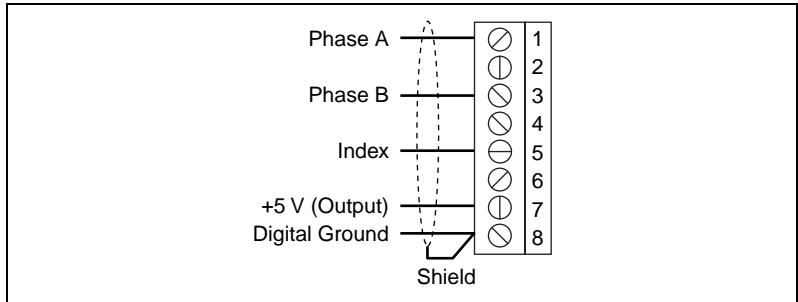 Phase A 1
2
Phase B 3
4
Index 5
6
+5 V (Output) 7
Digital Ground 8
Shield